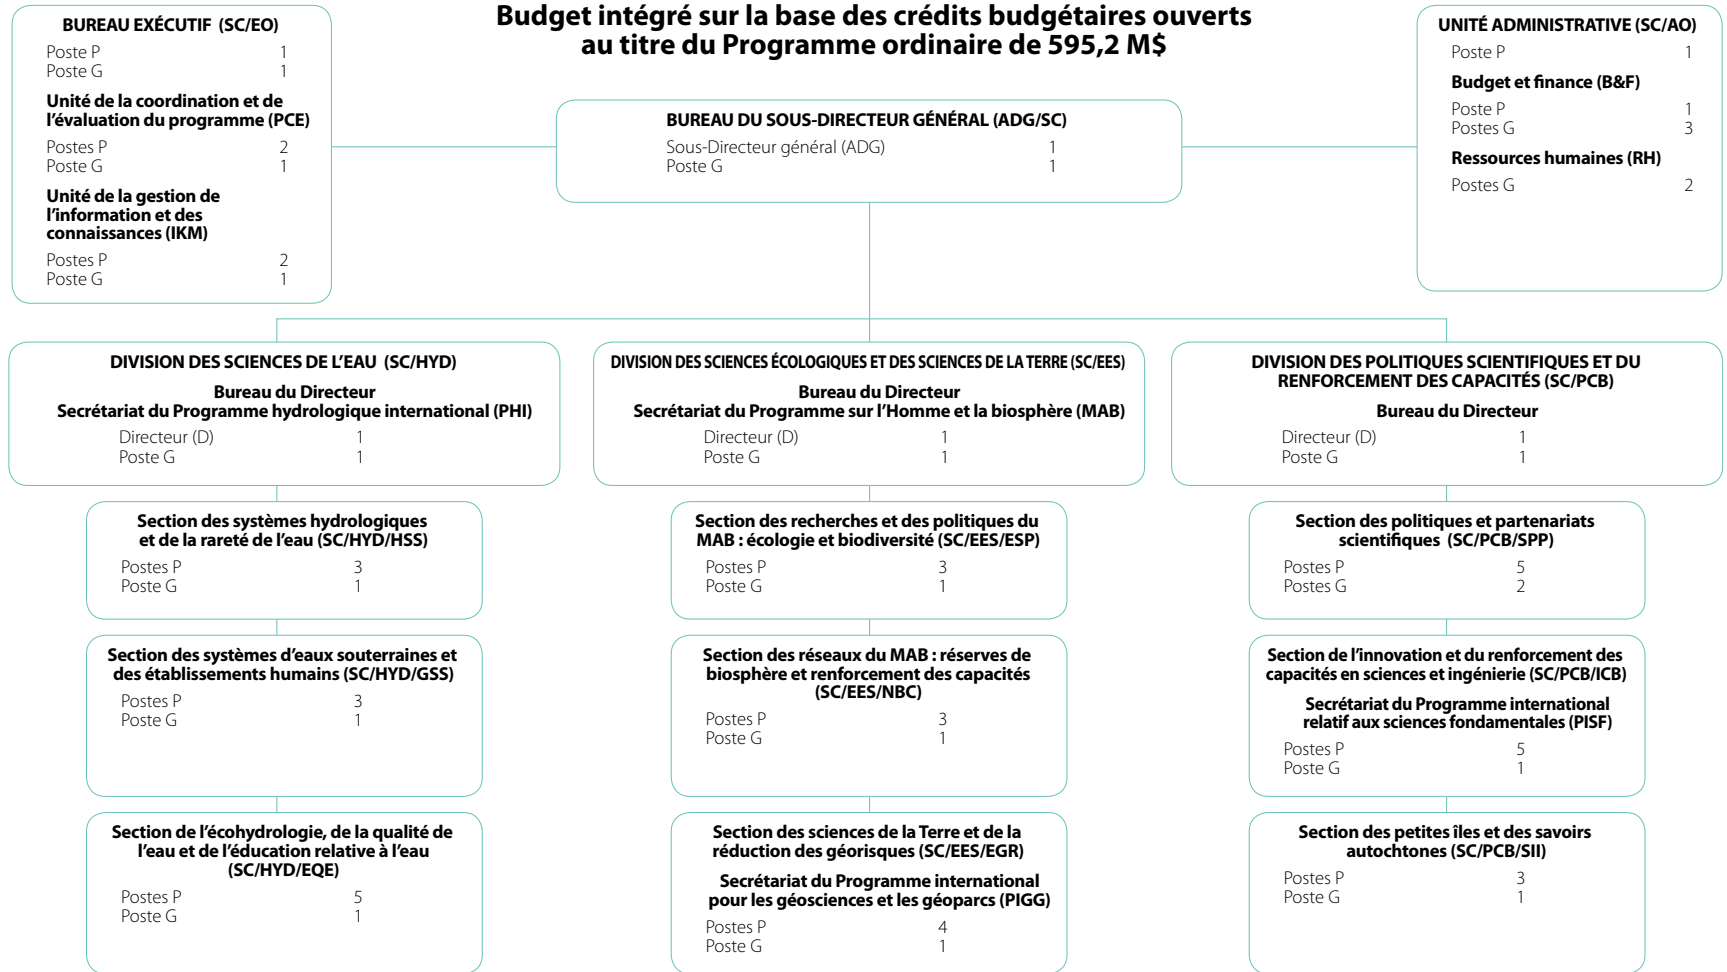 Budget intégré sur la base des crédits budgétaires ouverts
au titre du Programme ordinaire de 595,2 M$
BUREAU EXÉCUTIF (SC/EO)
Poste P 1
Poste G 1
Unité de la coordination et de
l'évaluation du programme (PCE)
Postes P 2
Poste G 1
Unité de la gestion de
l'information et des
connaissances (IKM)
Postes P 2
Poste G 1
BUREAU DU SOUS-DIRECTEUR GÉNÉRAL (ADG/SC)
Sous-Directeur général (ADG) 1
Poste G 1
UNITÉ ADMINISTRATIVE (SC/AO)
Poste P 1
Budget et finance (B&F)
Poste P 1
Postes G 3
Ressources humaines (RH)
Postes G 2
DIVISION DES SCIENCES DE L'EAU (SC/HYD)
Bureau du Directeur
Secrétariat du Programme hydrologique international (PHI)
Directeur (D) 1
Poste G 1
Section des systèmes hydrologiques
et de la rareté de l'eau (SC/HYD/HSS)
Postes P 3
Poste G 1
Section des systèmes d'eaux souterraines et
des établissements humains (SC/HYD/GSS)
Postes P 3
Poste G 1
Section de l'écohydrologie, de la qualité de
l'eau et de l'éducation relative à l'eau
(SC/HYD/EQE)
Postes P 5
Poste G 1
DIVISION DES SCIENCES ÉCOLOGIQUES ET DES SCIENCES DE LA TERRE (SC/EES)
Bureau du Directeur
Secrétariat du Programme sur l'Homme et la biosphère (MAB)
Directeur (D) 1
Poste G 1
Section des recherches et des politiques du
MAB : écologie et biodiversité (SC/EES/ESP)
Postes P 3
Poste G 1
Section des réseaux du MAB : réserves de
biosphère et renforcement des capacités
(SC/EES/NBC)
Postes P 3
Poste G 1
Section des sciences de la Terre et de la
réduction des géorisques (SC/EES/EGR)
Secrétariat du Programme international
pour les géosciences et les géoparcs (PIGG)
Postes P 4
Poste G 1
DIVISION DES POLITIQUES SCIENTIFIQUES ET DU
RENFORCEMENT DES CAPACITÉS (SC/PCB)
Bureau du Directeur
Directeur (D) 1
Poste G 1
Section des politiques et partenariats
scientifiques (SC/PCB/SPP)
Postes P 5
Postes G 2
Section de l'innovation et du renforcement des
capacités en sciences et ingénierie (SC/PCB/ICB)
Secrétariat du Programme international
relatif aux sciences fondamentales (PISF)
Postes P 5
Poste G 1
Section des petites îles et des savoirs
autochtones (SC/PCB/SII)
Postes P 3
Poste G 1